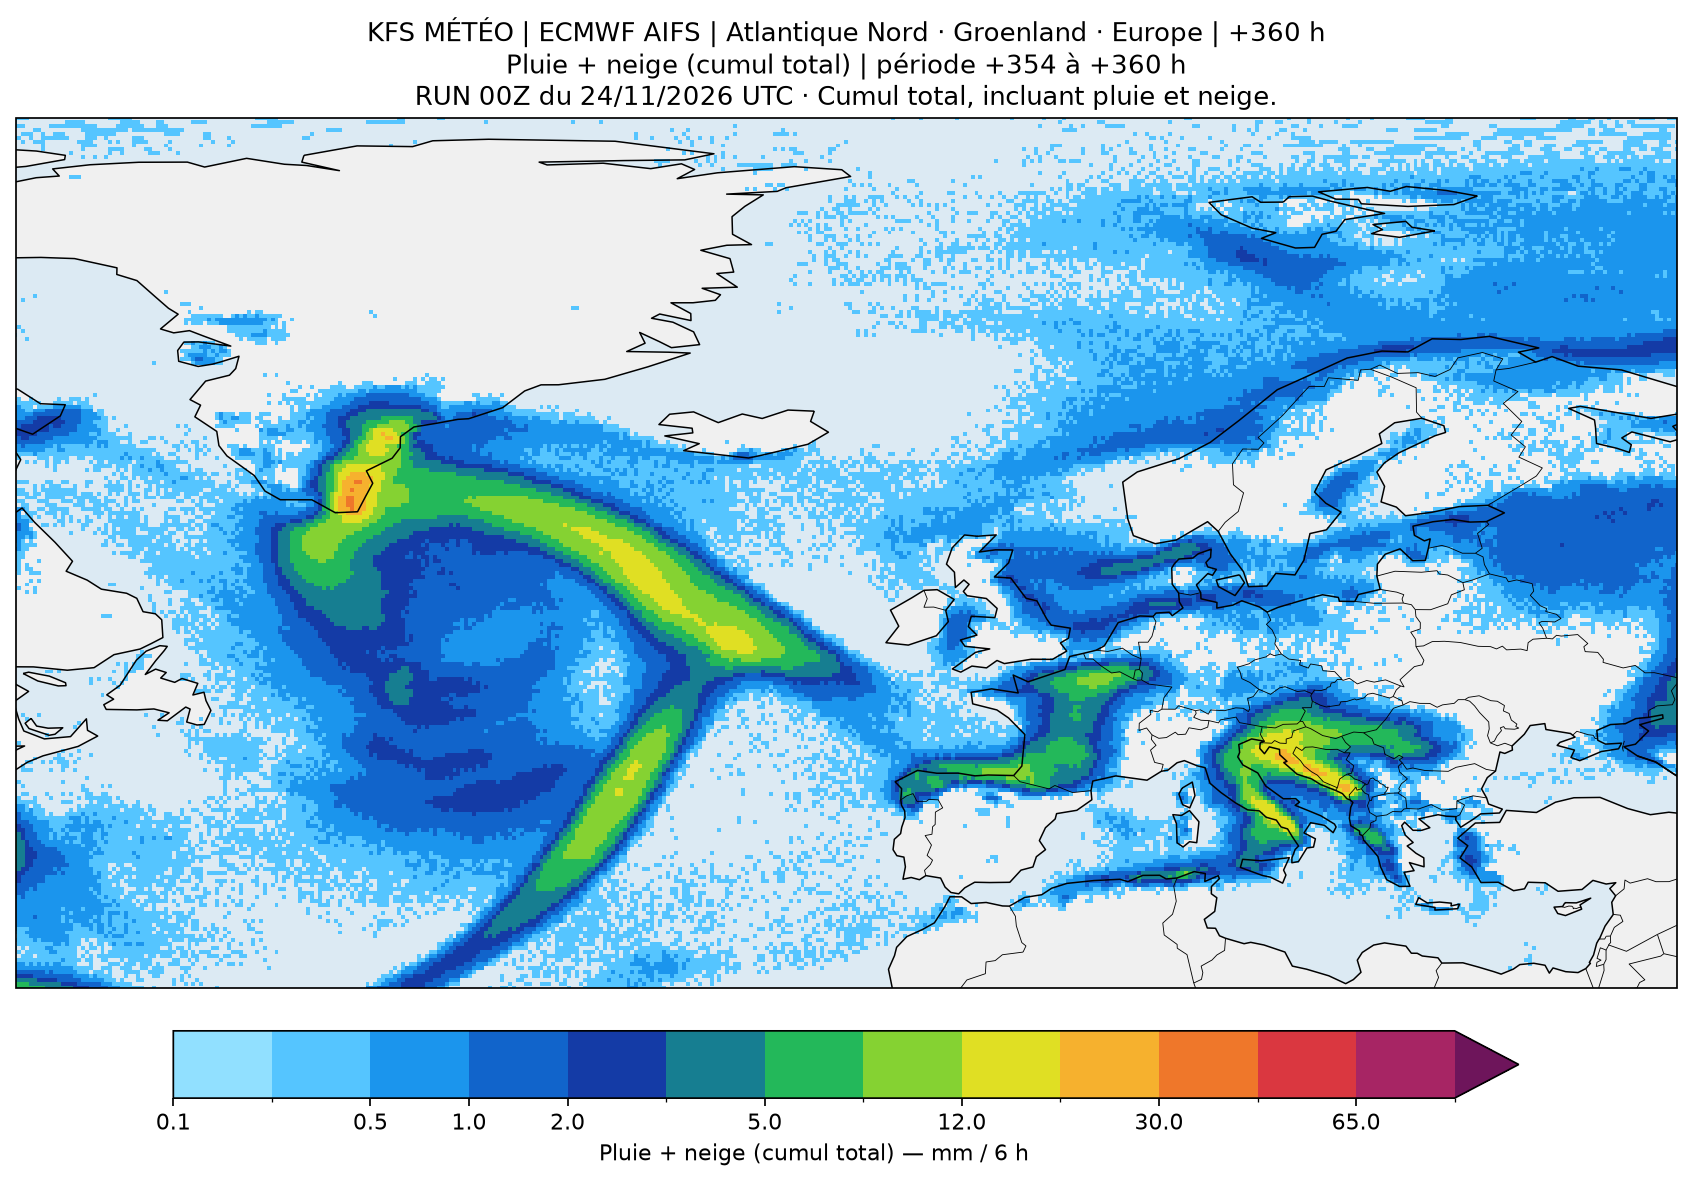 KFS MÉTÉO | ECMWF AIFS | Atlantique Nord · Groenland · Europe | +360 h
Pluie + neige (cumul total) | période +354 à +360 h
RUN 00Z du 24/11/2026 UTC · Cumul total, incluant pluie et neige.
0.1 0.5 1.0 2.0 5.0 12.0 30.0 65.0
Pluie + neige (cumul total) — mm / 6 h